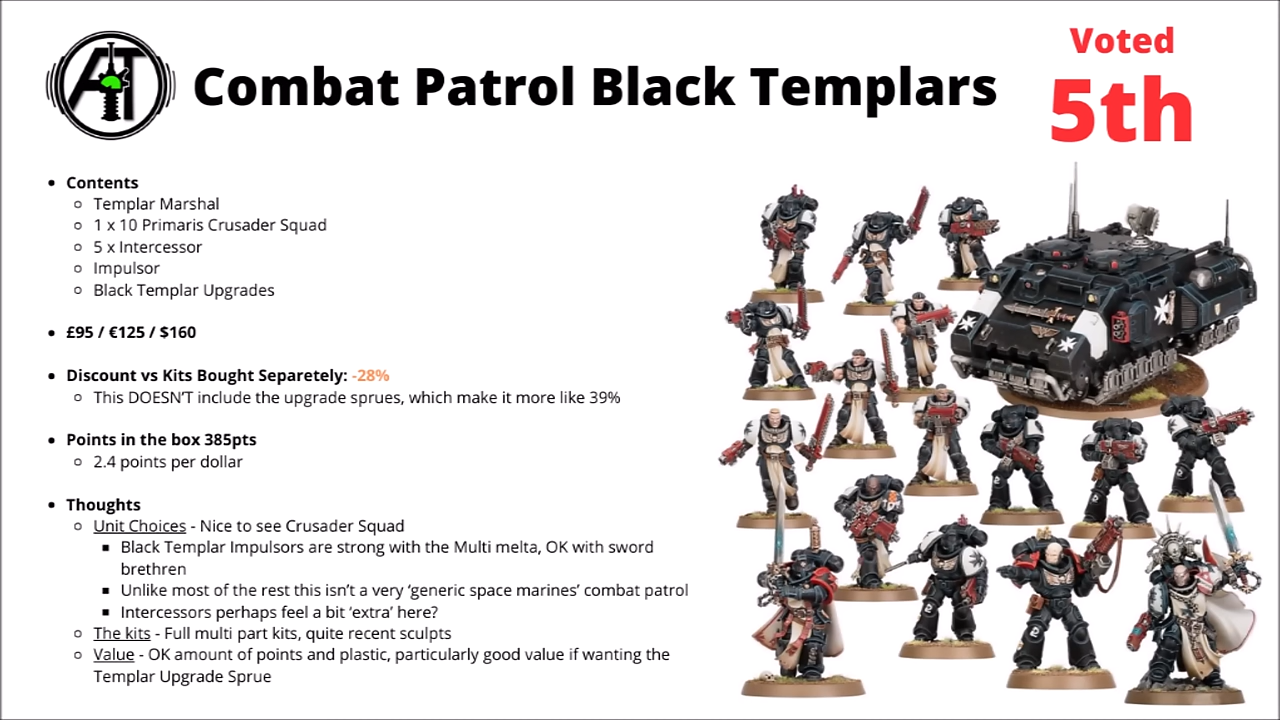 AT
Combat Patrol Black Templars
Voted
5th
• Contents
○ Templar Marshal
○ 1 x 10 Primaris Crusader Squad
○ 5 x Intercessor
○ Impulsor
○ Black Templar Upgrades
• £95 / €125 / $160
• Discount vs Kits Bought Separetely: -28%
○ This DOESN'T include the upgrade sprues, which make it more like 39%
• Points in the box 385pts
○ 2.4 points per dollar
• Thoughts
○ Unit Choices - Nice to see Crusader Squad
■ Black Templar Impulsors are strong with the Multi melta, OK with sword
brethren
■ Unlike most of the rest this isn't a very 'generic space marines' combat patrol
■ Intercessors perhaps feel a bit 'extra' here?
○ The kits - Full multi part kits, quite recent sculpts
○ Value - OK amount of points and plastic, particularly good value if wanting the
Templar Upgrade Sprue